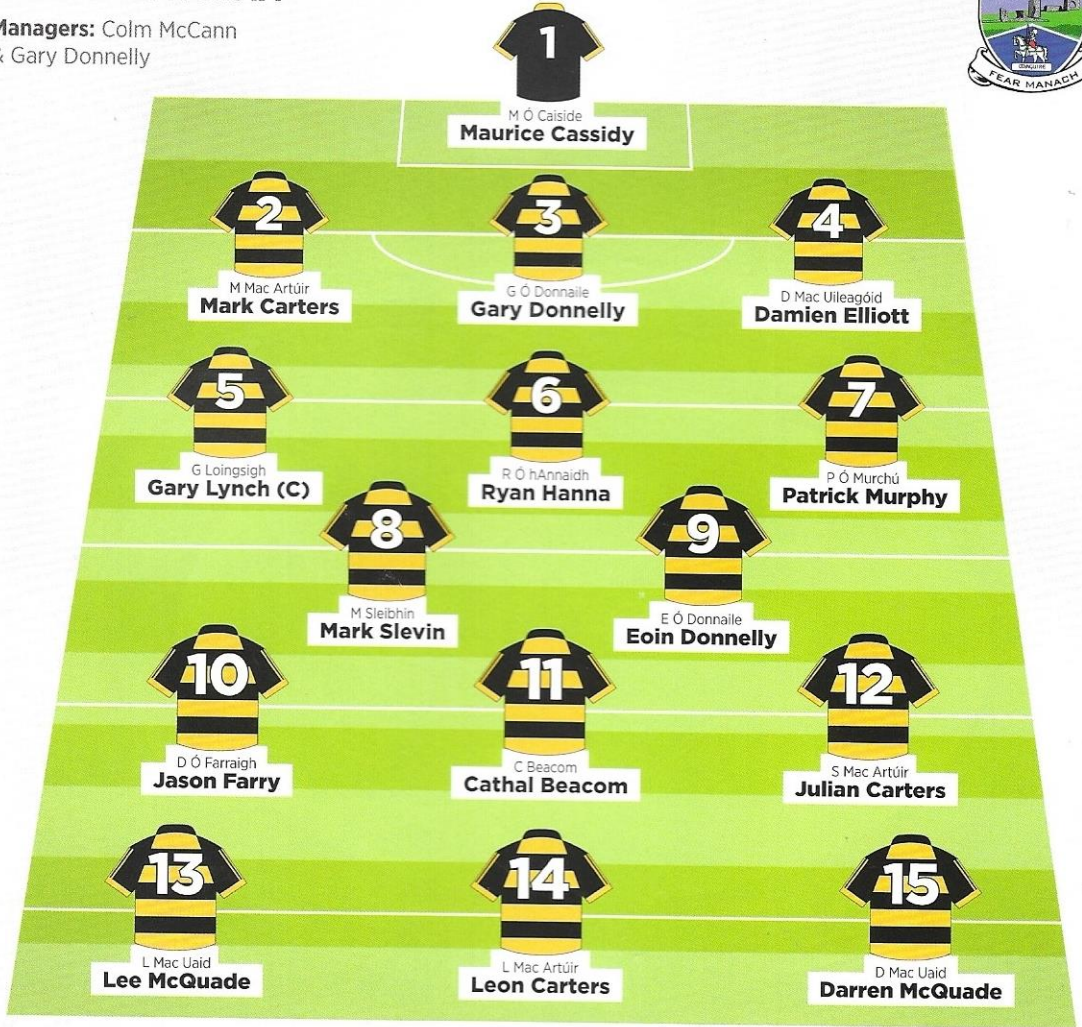 Managers: Colm McCann
& Gary Donnelly
FEAR MANACH
1
M Ó Caiside
Maurice Cassidy
2
M Mac Artúir
Mark Carters
3
G Ó Donnaile
Gary Donnelly
4
D Mac Uileagóid
Damien Elliott
5
G Loingsigh
Gary Lynch (C)
6
R Ó hAnnaidh
Ryan Hanna
7
P Ó Murchú
Patrick Murphy
8
M Sleibhin
Mark Slevin
9
E Ó Donnaile
Eoin Donnelly
10
D Ó Farraigh
Jason Farry
11
C Beacom
Cathal Beacom
12
S Mac Artúir
Julian Carters
13
L Mac Uaid
Lee McQuade
14
L Mac Artúir
Leon Carters
15
D Mac Uaid
Darren McQuade